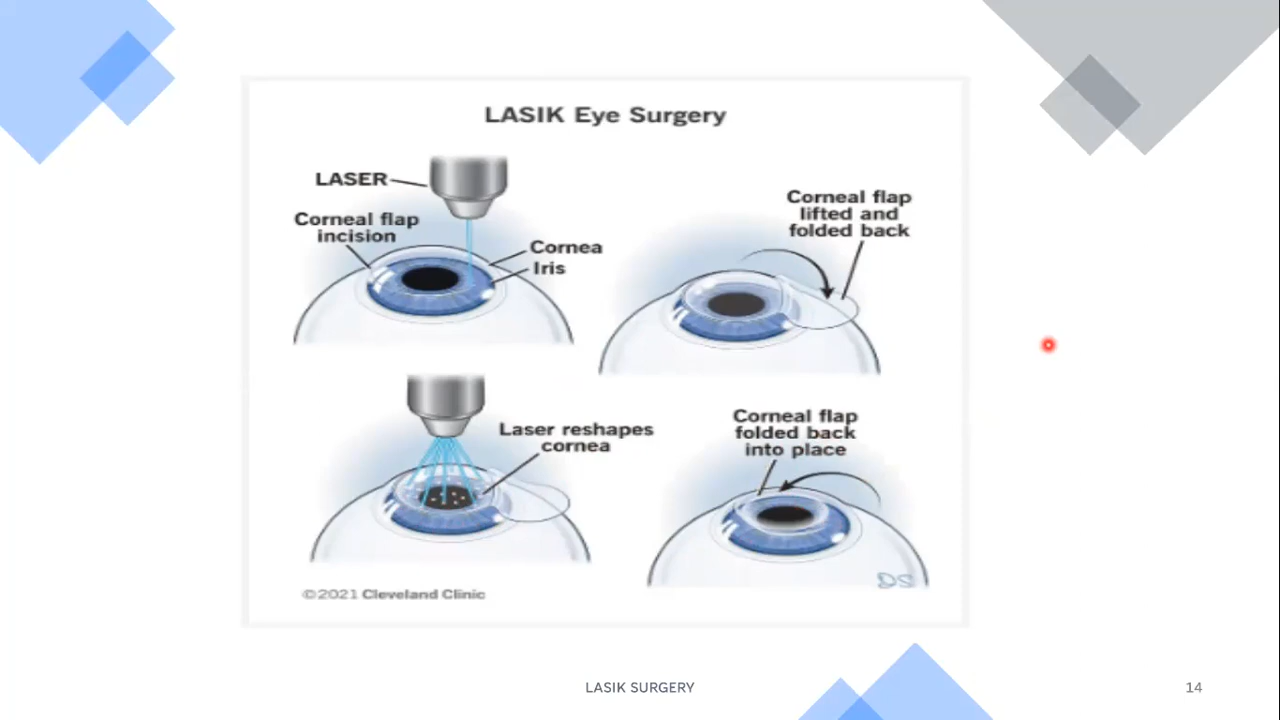 LASIK Eye Surgery
LASER
Corneal flap
incision
Cornea
Iris
Corneal flap
lifted and
folded back
Laser reshapes
cornea
Corneal flap
folded back
into place
DS
©2021 Cleveland Clinic
LASIK SURGERY
14